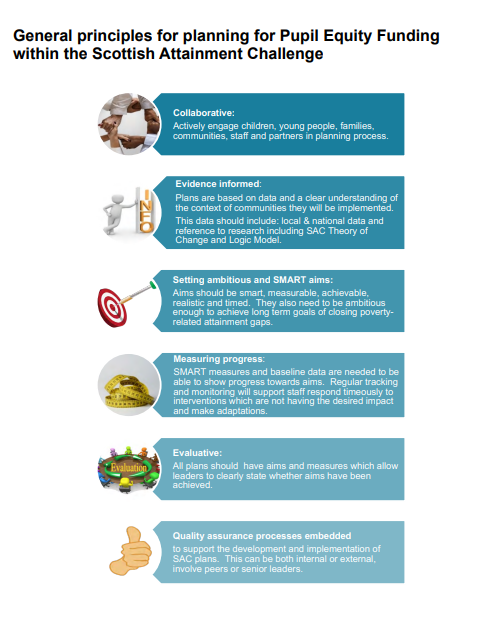 General principles for planning for Pupil Equity Funding
within the Scottish Attainment Challenge
Collaborative:
Actively engage children, young people, families,
communities, staff and partners in planning process.
INFO
Evidence informed:
Plans are based on data and a clear understanding of
the context of communities they will be implemented.
This data should include: local & national data and
reference to research including SAC Theory of
Change and Logic Model.
Setting ambitious and SMART aims:
Aims should be smart, measurable, achievable,
realistic and timed. They also need to be ambitious
enough to achieve long term goals of closing poverty-
related attainment gaps.
Measuring progress:
SMART measures and baseline data are needed to be
able to show progress towards aims. Regular tracking
and monitoring will support staff respond timeously to
interventions which are not having the desired impact
and make adaptations.
Evaluation
Evaluative:
All plans should have aims and measures which allow
leaders to clearly state whether aims have been
achieved.
Quality assurance processes embedded
to support the development and implementation of
SAC plans. This can be both internal or external,
involve peers or senior leaders.